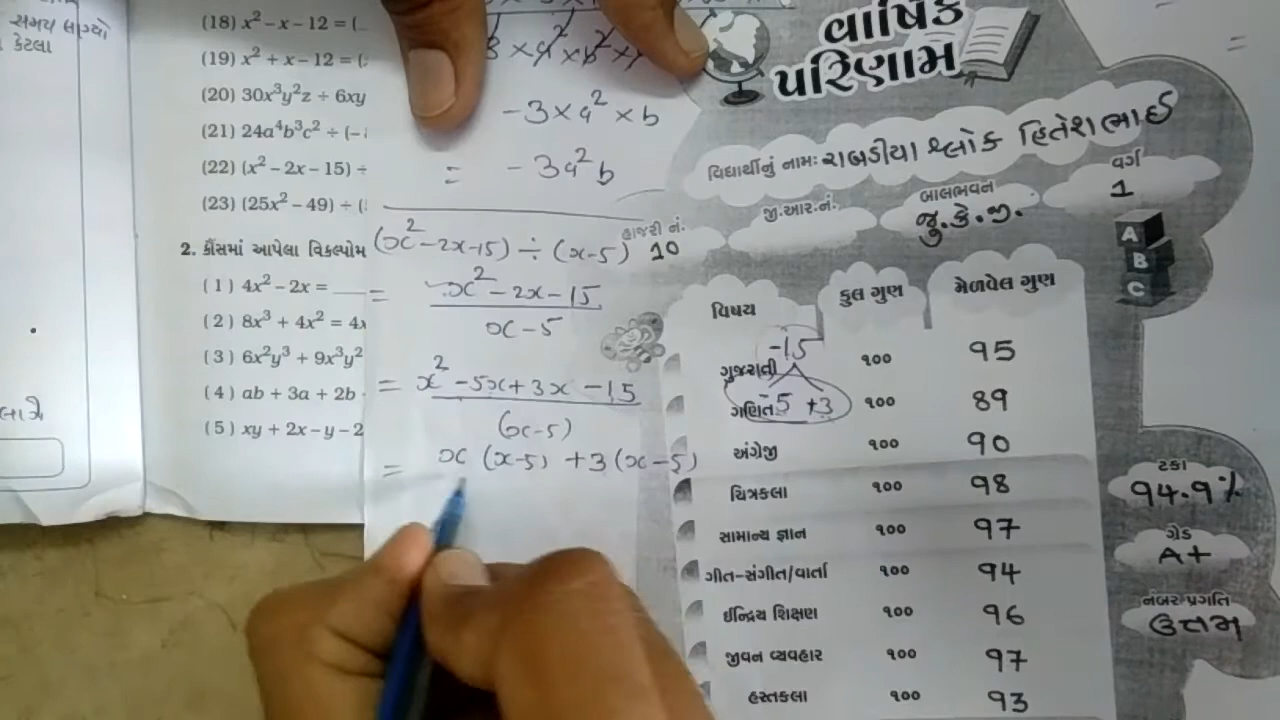 સમય લાગ્યો
કેટલા
(18) x² – x – 12 = (
(19) x² + x – 12 = (
(20) 30x³y²z ÷ 6xy
(21) 24a⁴b³c² ÷ (–
(22) (x² – 2x – 15) ÷
(23) (25x² – 49) ÷ (
2. કૌંસમાં આપેલા વિકલ્પોમ
(1) 4x² – 2x = ___
(2) 8x³ + 4x² = 4x
(3) 6x²y³ + 9x³y²
(4) ab + 3a + 2b
(5) xy + 2x – y – 2
-3×a²×b
= -3a²b
(x²-2x-15) ÷ (x-5)
= x²-2x-15
x-5
= x²-5x+3x-15
(x-5)
= x(x-5)+3(x-5)
-15
-5 +3
વાર્ષિક
પરિણામ
વિદ્યાર્થીનું નામ: રાબડીયા શ્લોક હિતેશભાઈ
હાજરી નં. 10
જી.આર.નં.
બાલભવન જુ.કે.જી.
વર્ગ 1
A
B
C
વિષય કુલ ગુણ મેળવેલ ગુણ
ગુજરાતી ૧૦૦ 95
ગણિત ૧૦૦ 89
અંગ્રેજી ૧૦૦ 90
ચિત્રકલા ૧૦૦ 98
સામાન્ય જ્ઞાન ૧૦૦ 97
ગીત-સંગીત/વાર્તા ૧૦૦ 94
ઈન્દ્રિય શિક્ષણ ૧૦૦ 96
જીવન વ્યવહાર ૧૦૦ 97
હસ્તકલા ૧૦૦ 93
ટકા
94.9%
ગ્રેડ
A+
નંબર પ્રગતિ
ઉત્તમ